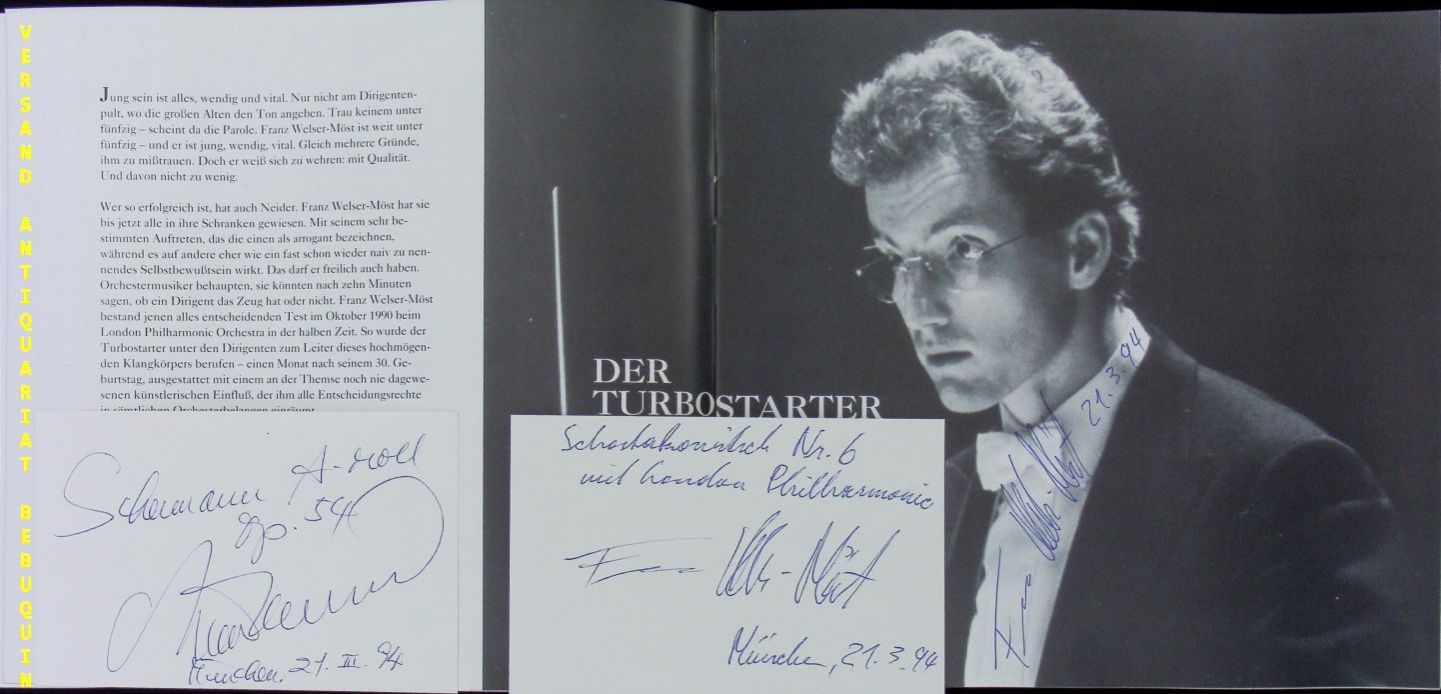 VERSAND ANTIQUARIAT BEBUQUIN
Jung sein ist alles, wendig und vital. Nur nicht am Dirigenten-
pult, wo die großen Alten den Ton angeben. Trau keinem unter
fünfzig – scheint da die Parole. Franz Welser-Möst ist weit unter
fünfzig – und er ist jung, wendig, vital. Gleich mehrere Gründe,
ihm zu mißtrauen. Doch er weiß sich zu wehren: mit Qualität.
Und davon nicht zu wenig.
Wer so erfolgreich ist, hat auch Neider. Franz Welser-Möst hat sie
bis jetzt alle in ihre Schranken gewiesen. Mit seinem sehr be-
stimmten Auftreten, das die einen als arrogant bezeichnen,
während es auf andere eher wie ein fast schon wieder naiv zu nen-
nendes Selbstbewußtsein wirkt. Das darf er freilich auch haben.
Orchestermusiker behaupten, sie könnten nach zehn Minuten
sagen, ob ein Dirigent das Zeug hat oder nicht. Franz Welser-Möst
bestand jenen alles entscheidenden Test im Oktober 1990 beim
London Philharmonic Orchestra in der halben Zeit. So wurde der
Turbostarter unter den Dirigenten zum Leiter dieses hochmögen-
den Klangkörpers berufen – einen Monat nach seinem 30. Ge-
burtstag, ausgestattet mit einem an der Themse noch nie dagewe-
senen künstlerischen Einfluß, der ihm alle Entscheidungsrechte
in sämtlichen Orchesterbelangen einräumt
Schumann A-moll
Op. 54
München, 21. III. 94
DER
TURBOSTARTER
Schostakowitsch Nr. 6
mit London Philharmonic
Franz Welser-Möst
München, 21.3.94
Franz Welser-Möst 21.3.94